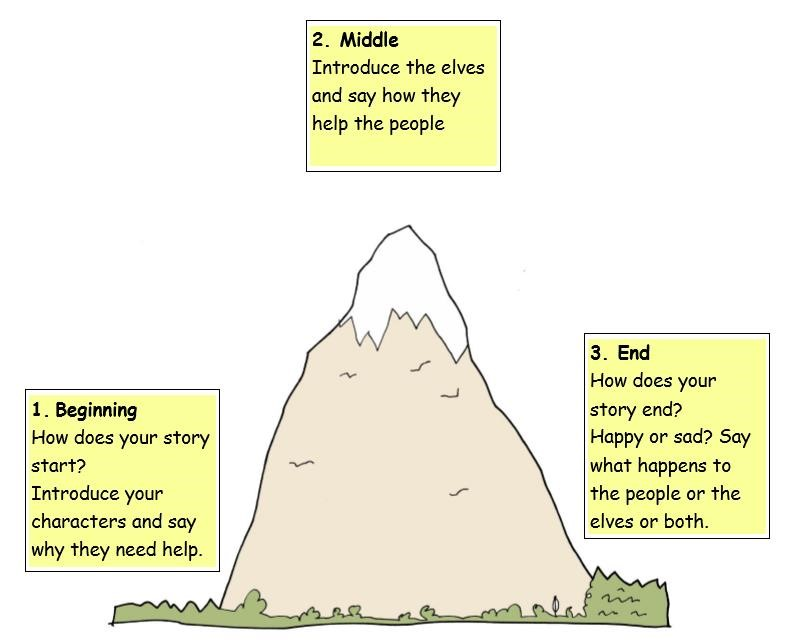 2. Middle
Introduce the elves
and say how they
help the people
1. Beginning
How does your story
start?
Introduce your
characters and say
why they need help.
3. End
How does your
story end?
Happy or sad? Say
what happens to
the people or the
elves or both.